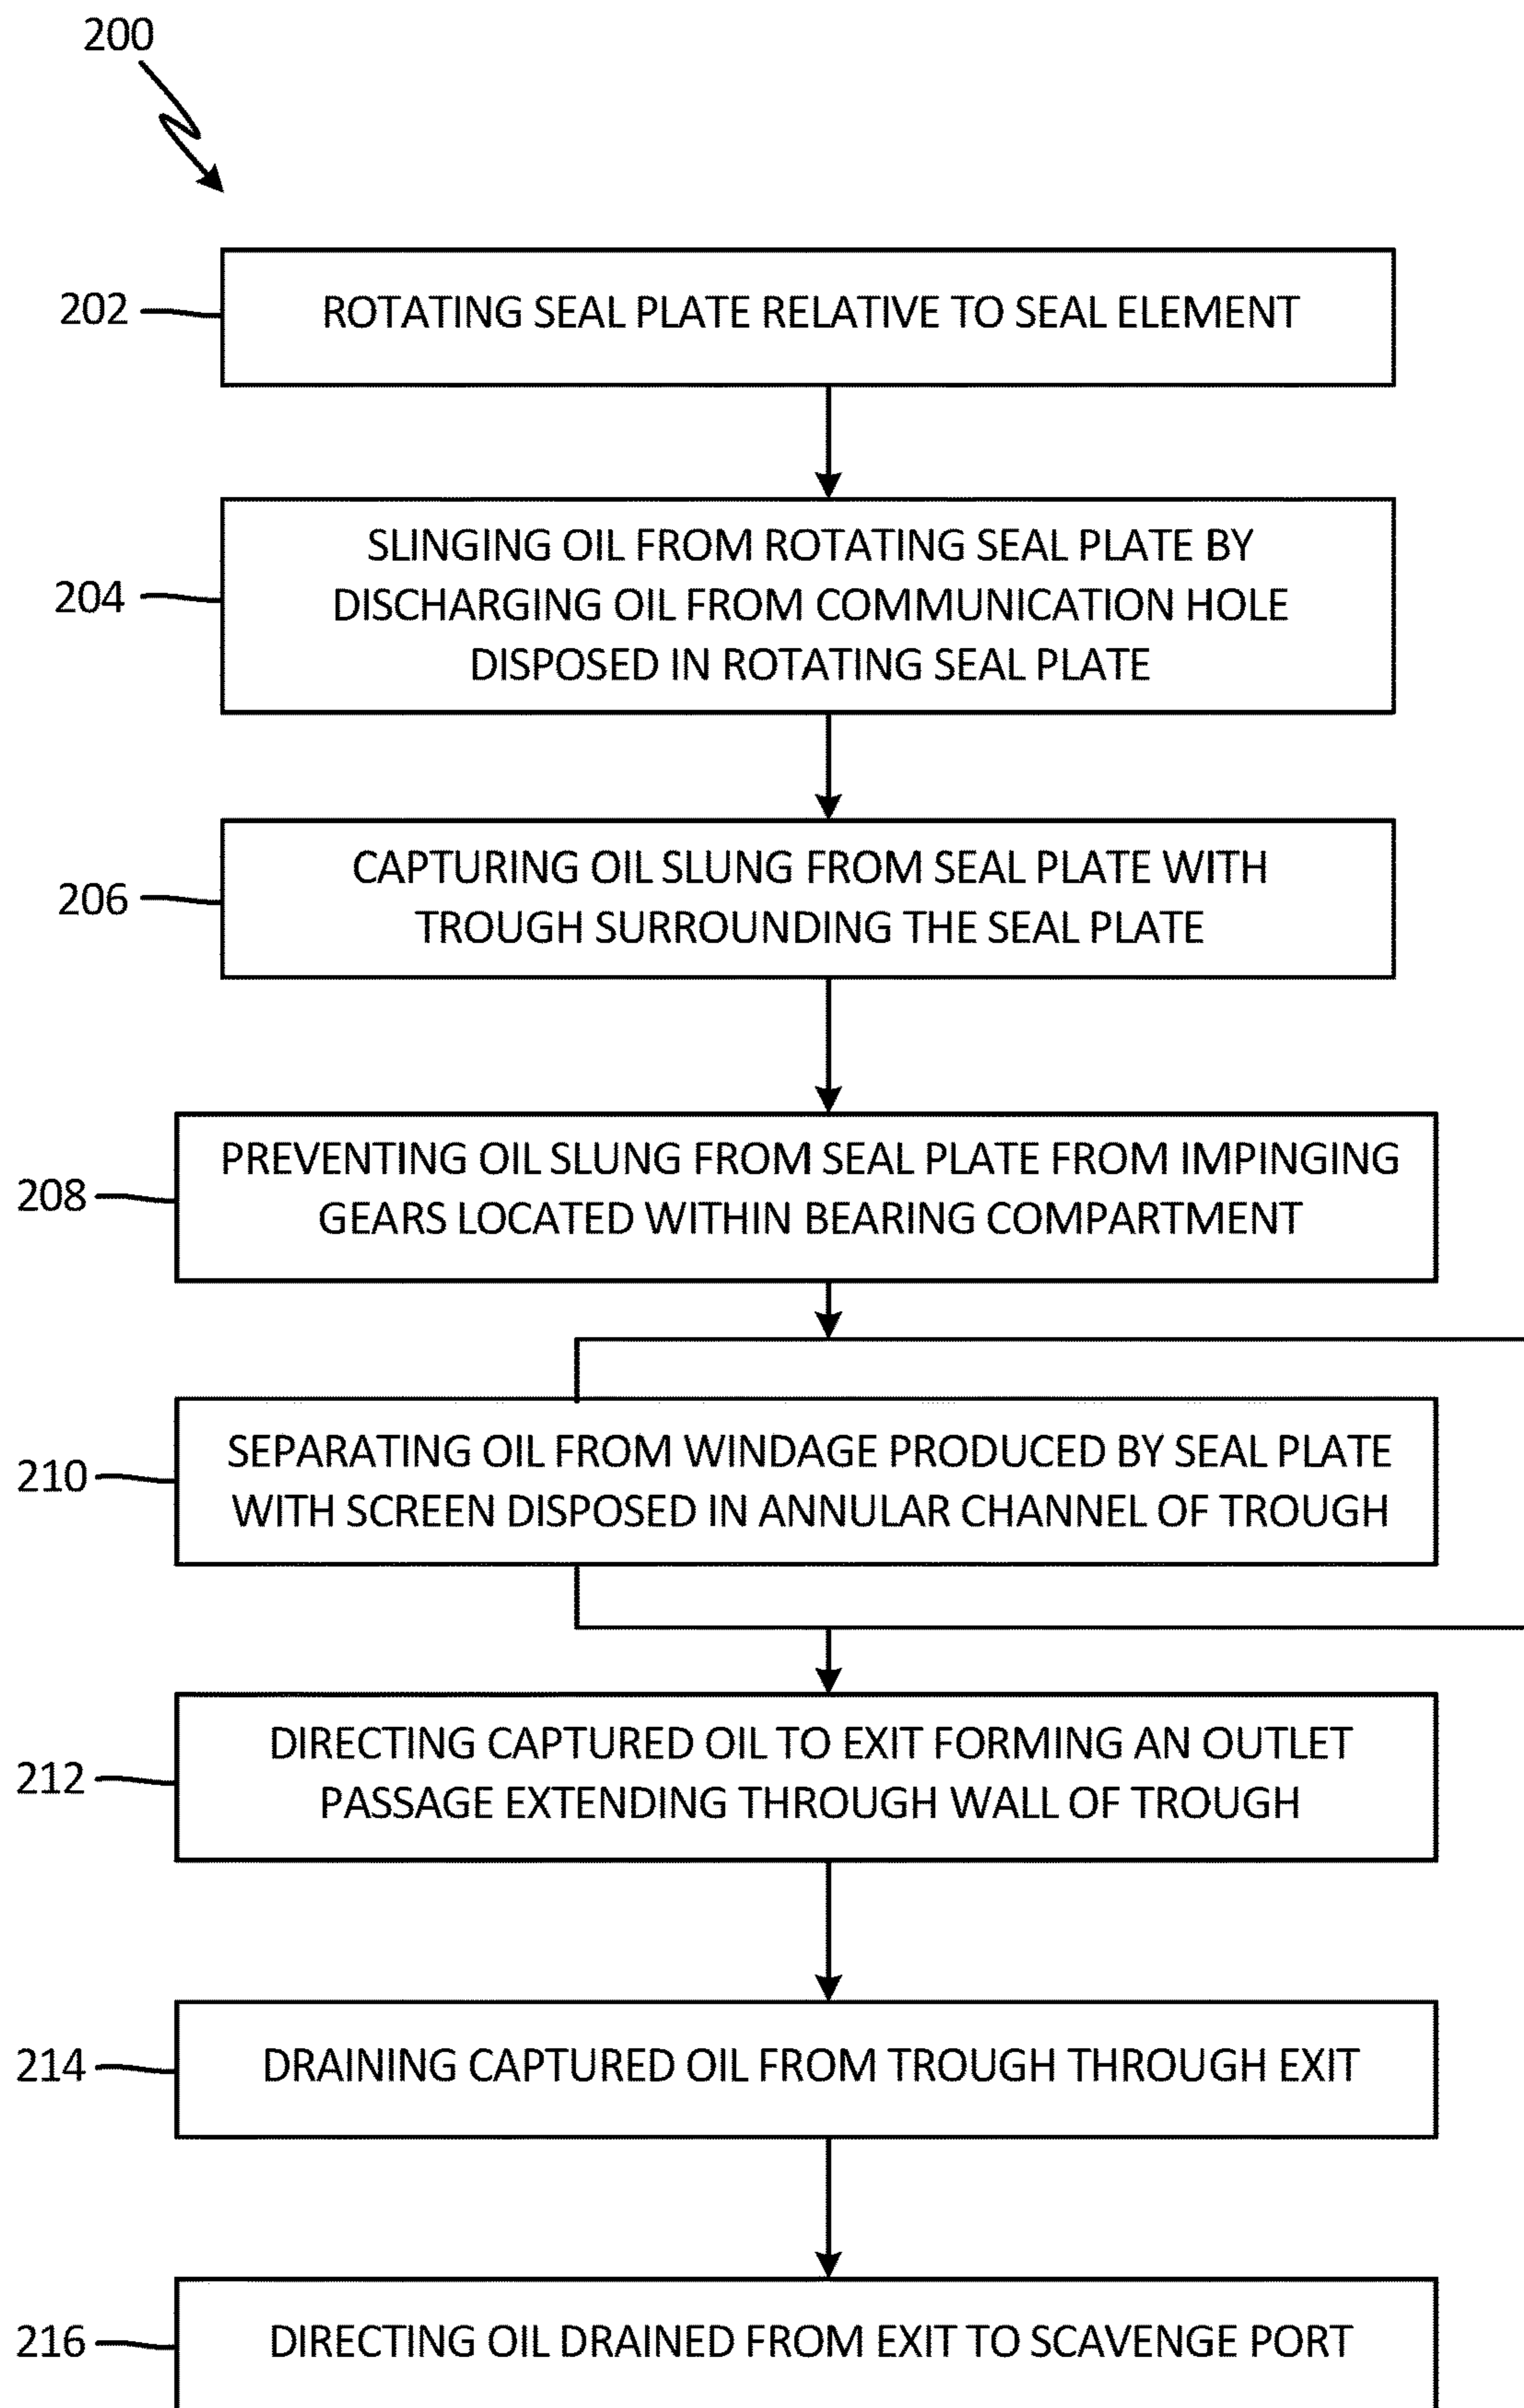 200
202
ROTATING SEAL PLATE RELATIVE TO SEAL ELEMENT
204
SLINGING OIL FROM ROTATING SEAL PLATE BY
DISCHARGING OIL FROM COMMUNICATION HOLE
DISPOSED IN ROTATING SEAL PLATE
206
CAPTURING OIL SLUNG FROM SEAL PLATE WITH
TROUGH SURROUNDING THE SEAL PLATE
208
PREVENTING OIL SLUNG FROM SEAL PLATE FROM IMPINGING
GEARS LOCATED WITHIN BEARING COMPARTMENT
210
SEPARATING OIL FROM WINDAGE PRODUCED BY SEAL PLATE
WITH SCREEN DISPOSED IN ANNULAR CHANNEL OF TROUGH
212
DIRECTING CAPTURED OIL TO EXIT FORMING AN OUTLET
PASSAGE EXTENDING THROUGH WALL OF TROUGH
214
DRAINING CAPTURED OIL FROM TROUGH THROUGH EXIT
216
DIRECTING OIL DRAINED FROM EXIT TO SCAVENGE PORT